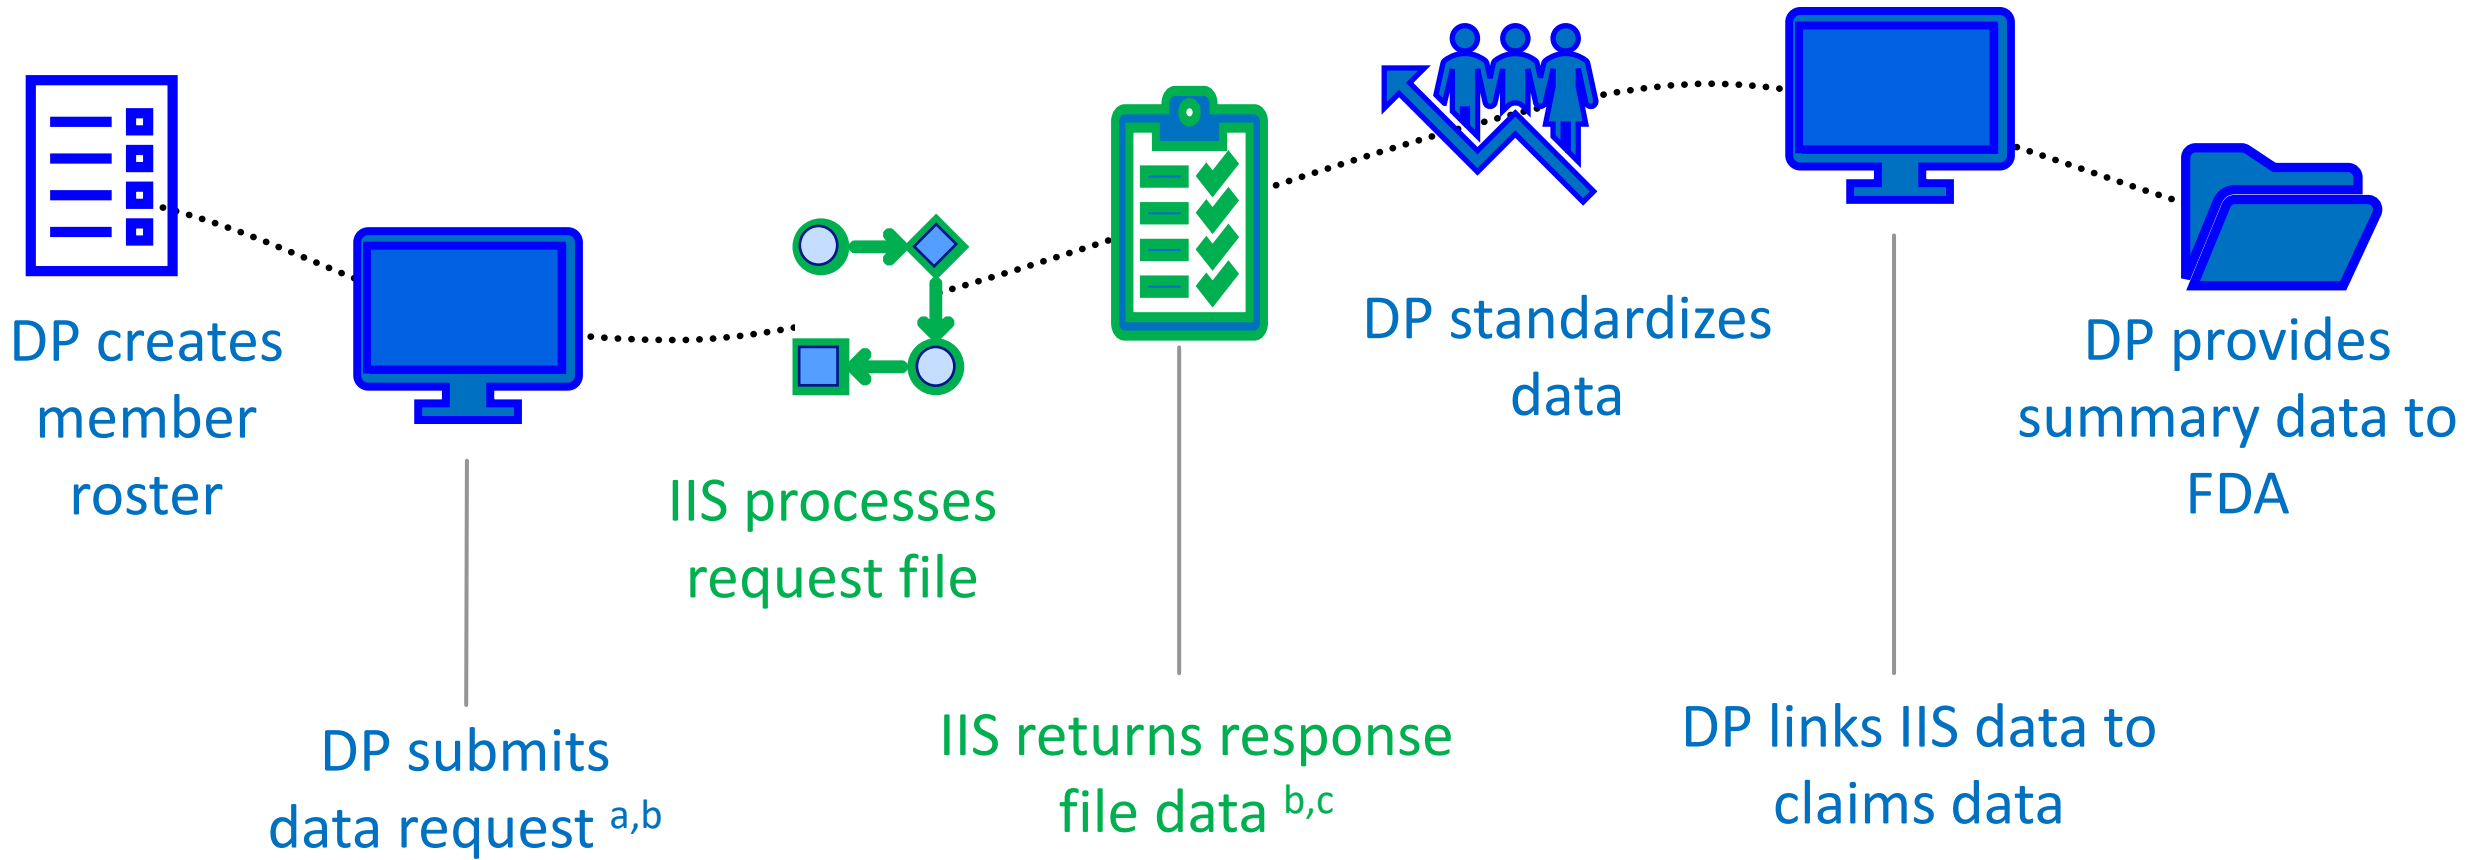 DP creates
member
roster
DP submits
data request a,b
IIS processes
request file
IIS returns response
file data b,c
DP standardizes
data
DP links IIS data to
claims data
DP provides
summary data to
FDA